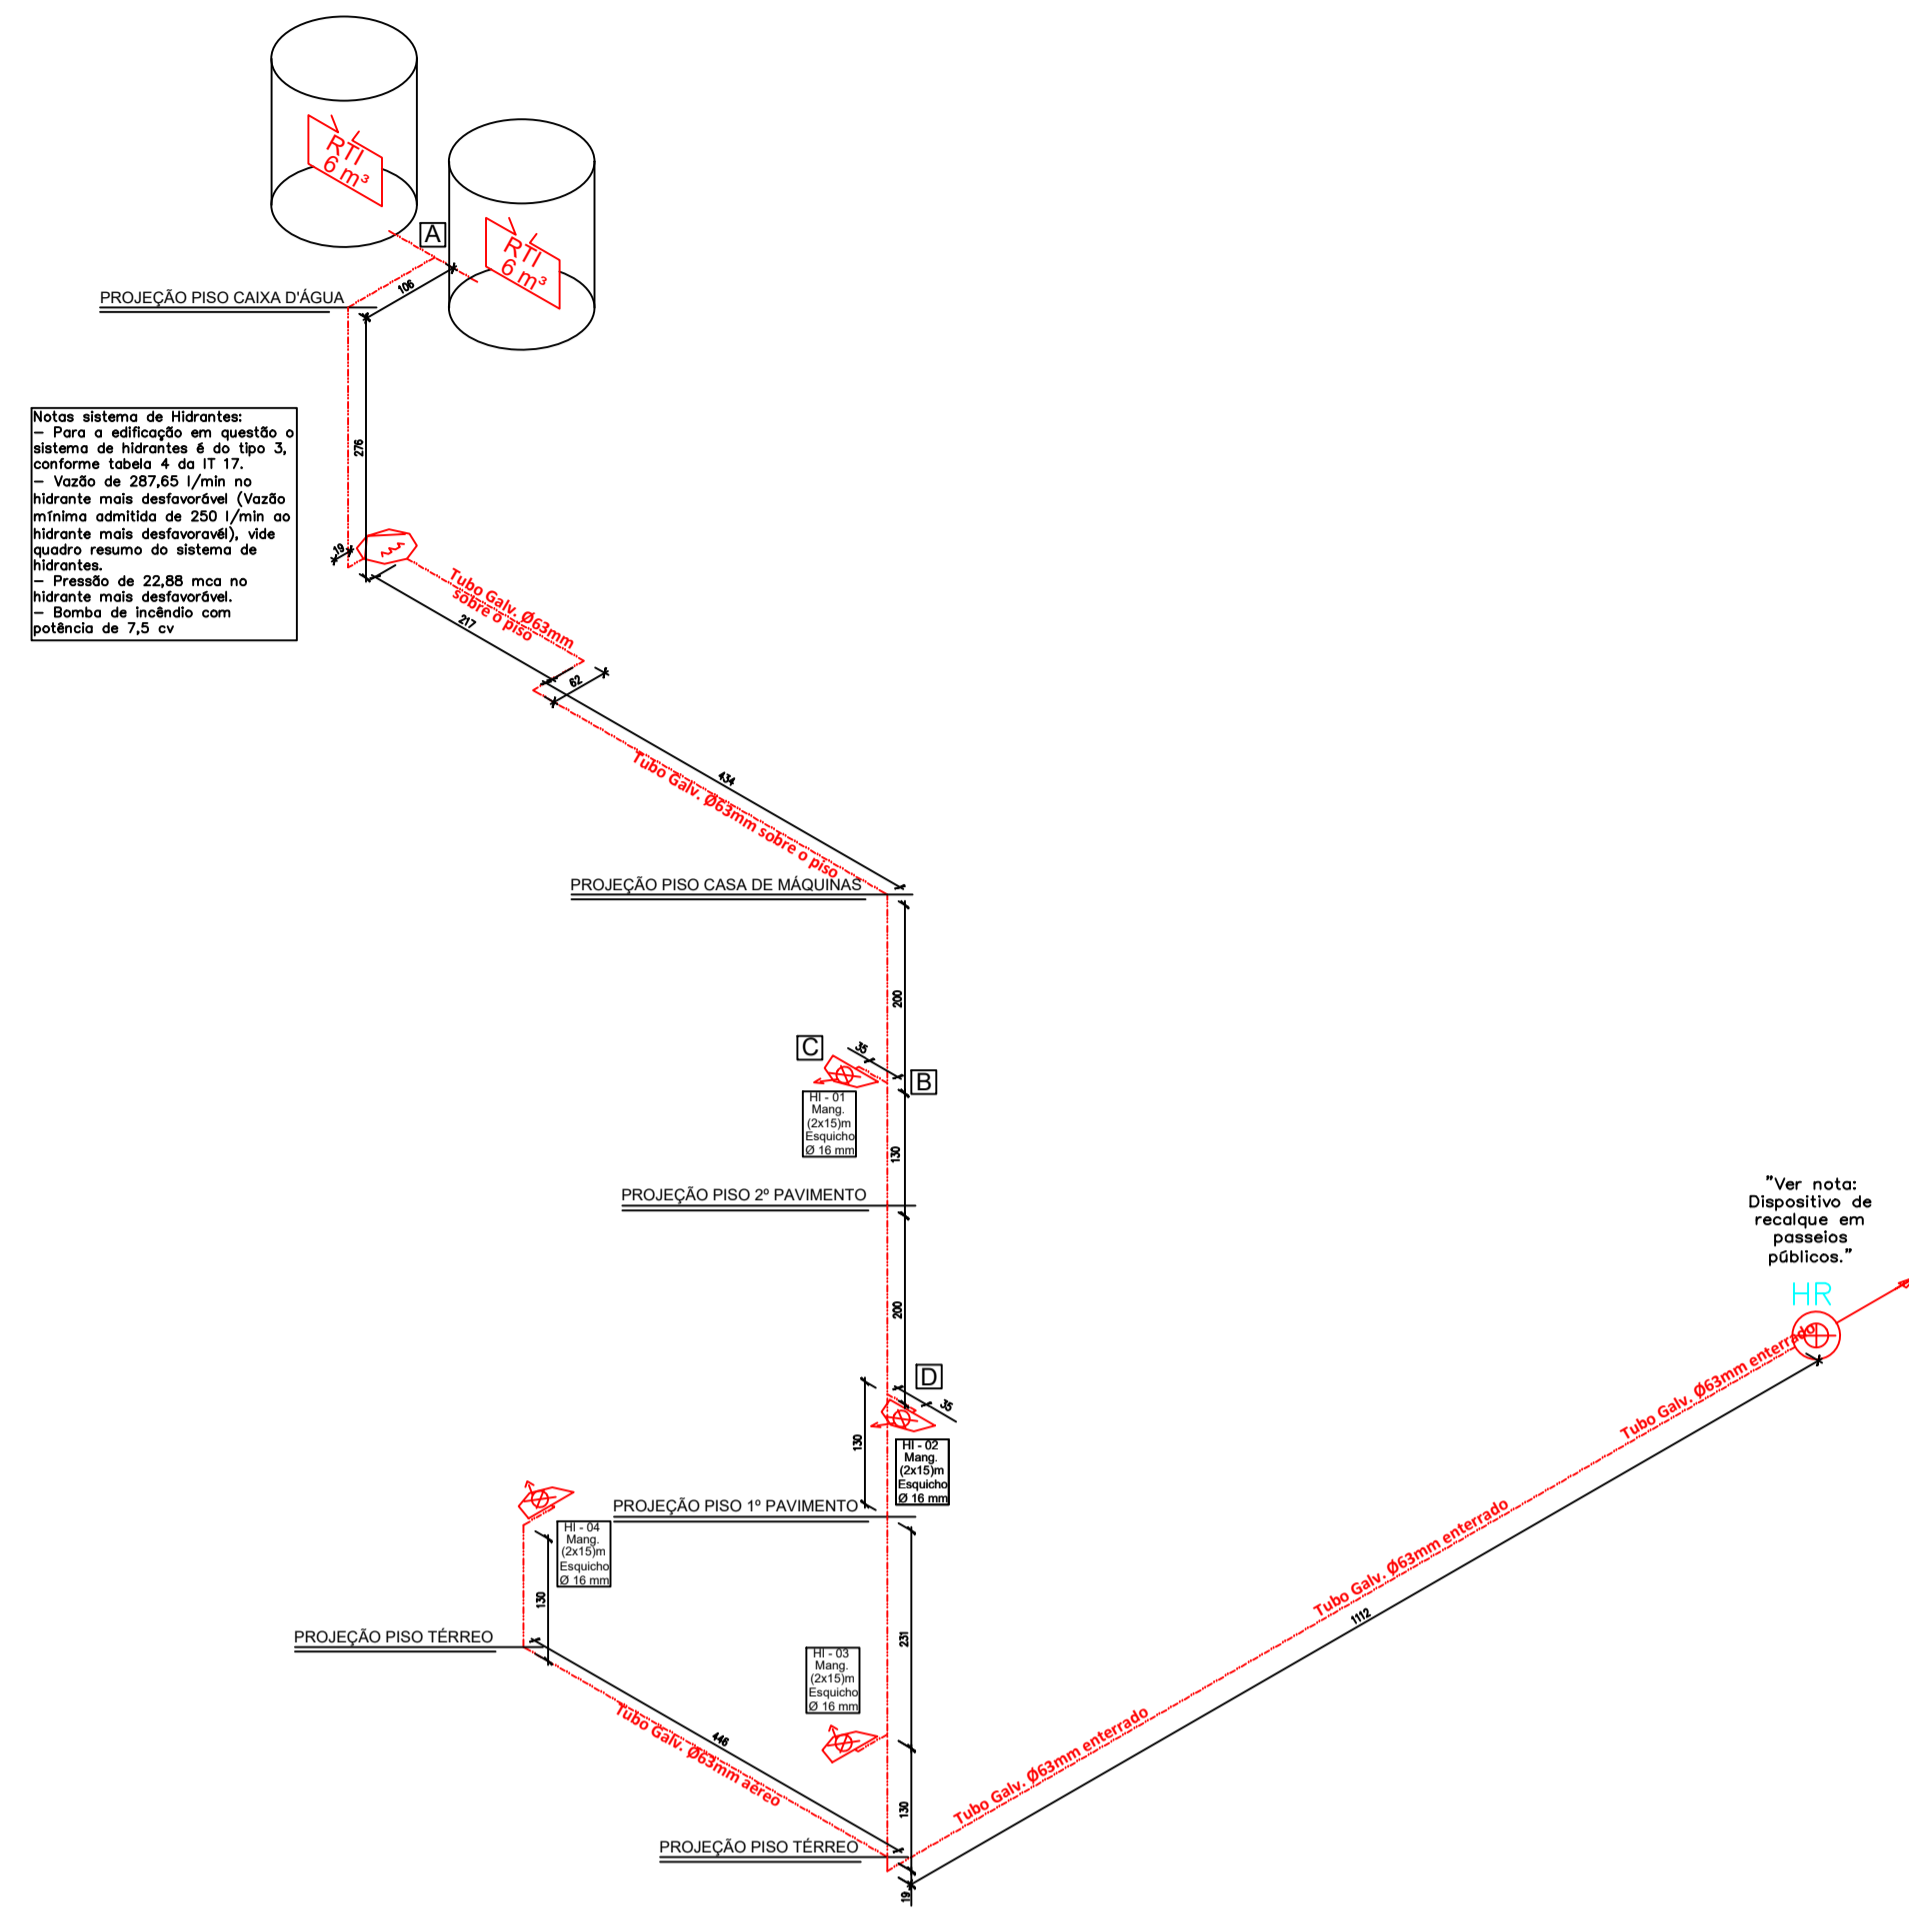 RTI
6 m³
A
RTI
6 m³
106
PROJEÇÃO PISO CAIXA D'ÁGUA
276
Notas sistema de Hidrantes:
– Para a edificação em questão o
sistema de hidrantes é do tipo 3,
conforme tabela 4 da IT 17.
– Vazão de 287,65 l/min no
hidrante mais desfavorável (Vazão
mínima admitida de 250 l/min ao
hidrante mais desfavoravél), vide
quadro resumo do sistema de
hidrantes.
– Pressão de 22,88 mca no
hidrante mais desfavorável.
– Bomba de incêndio com
potência de 7,5 cv
19
Tubo Galv. Ø63mm
sobre o piso
217
62
434
Tubo Galv. Ø63mm sobre o piso
PROJEÇÃO PISO CASA DE MÁQUINAS
200
C
35
B
HI - 01
Mang.
(2x15)m
Esquicho
Ø 16 mm
130
PROJEÇÃO PISO 2º PAVIMENTO
"Ver nota:
Dispositivo de
recalque em
passeios
públicos."
HR
200
D
35
130
HI - 02
Mang.
(2x15)m
Esquicho
Ø 16 mm
Tubo Galv. Ø63mm enterrado
PROJEÇÃO PISO 1º PAVIMENTO
HI - 04
Mang.
(2x15)m
Esquicho
Ø 16 mm
130
Tubo Galv. Ø63mm enterrado
1112
231
PROJEÇÃO PISO TÉRREO
HI - 03
Mang.
(2x15)m
Esquicho
Ø 16 mm
446
Tubo Galv. Ø63mm aéreo
Tubo Galv. Ø63mm enterrado
130
PROJEÇÃO PISO TÉRREO
19